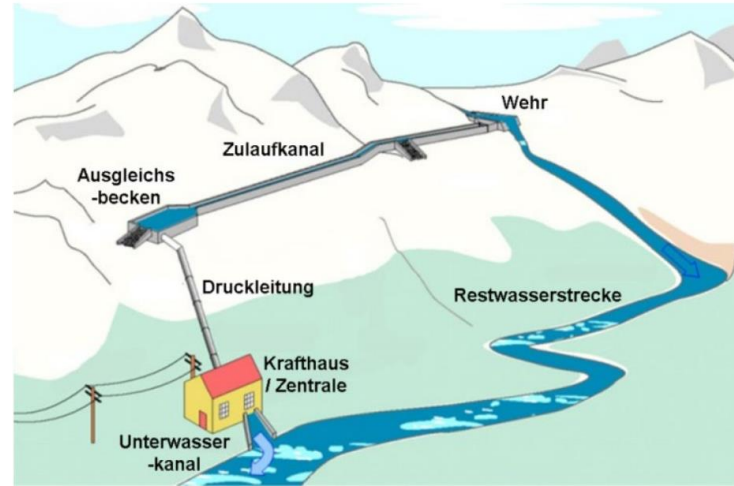 Wehr
Zulaufkanal
Ausgleichs
-becken
Druckleitung
Restwasserstrecke
Krafthaus
/ Zentrale
Unterwasser
-kanal